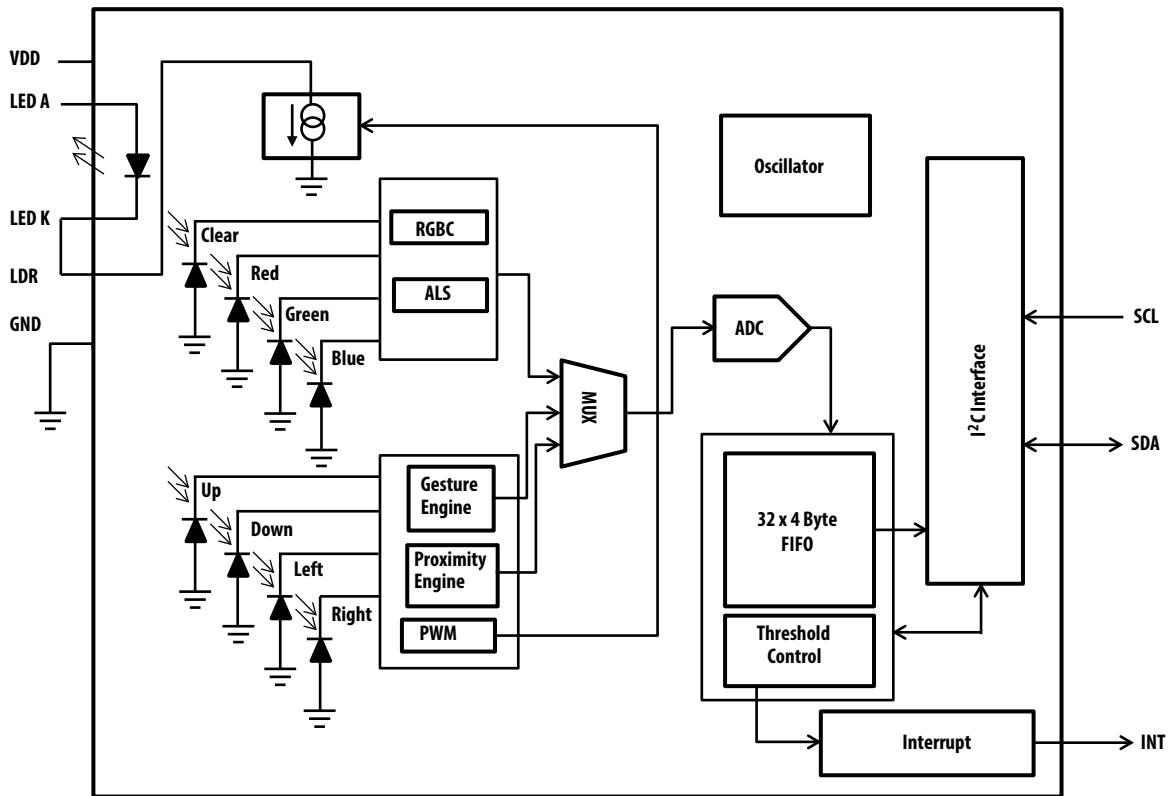 VDD
LED A
LED K
LDR
GND
Oscillator
Clear
Red
Green
Blue
RGBC
ALS
MUX
ADC
I²C Interface
SCL
SDA
Up
Down
Left
Right
Gesture
Engine
Proximity
Engine
PWM
32 x 4 Byte
FIFO
Threshold
Control
Interrupt
INT